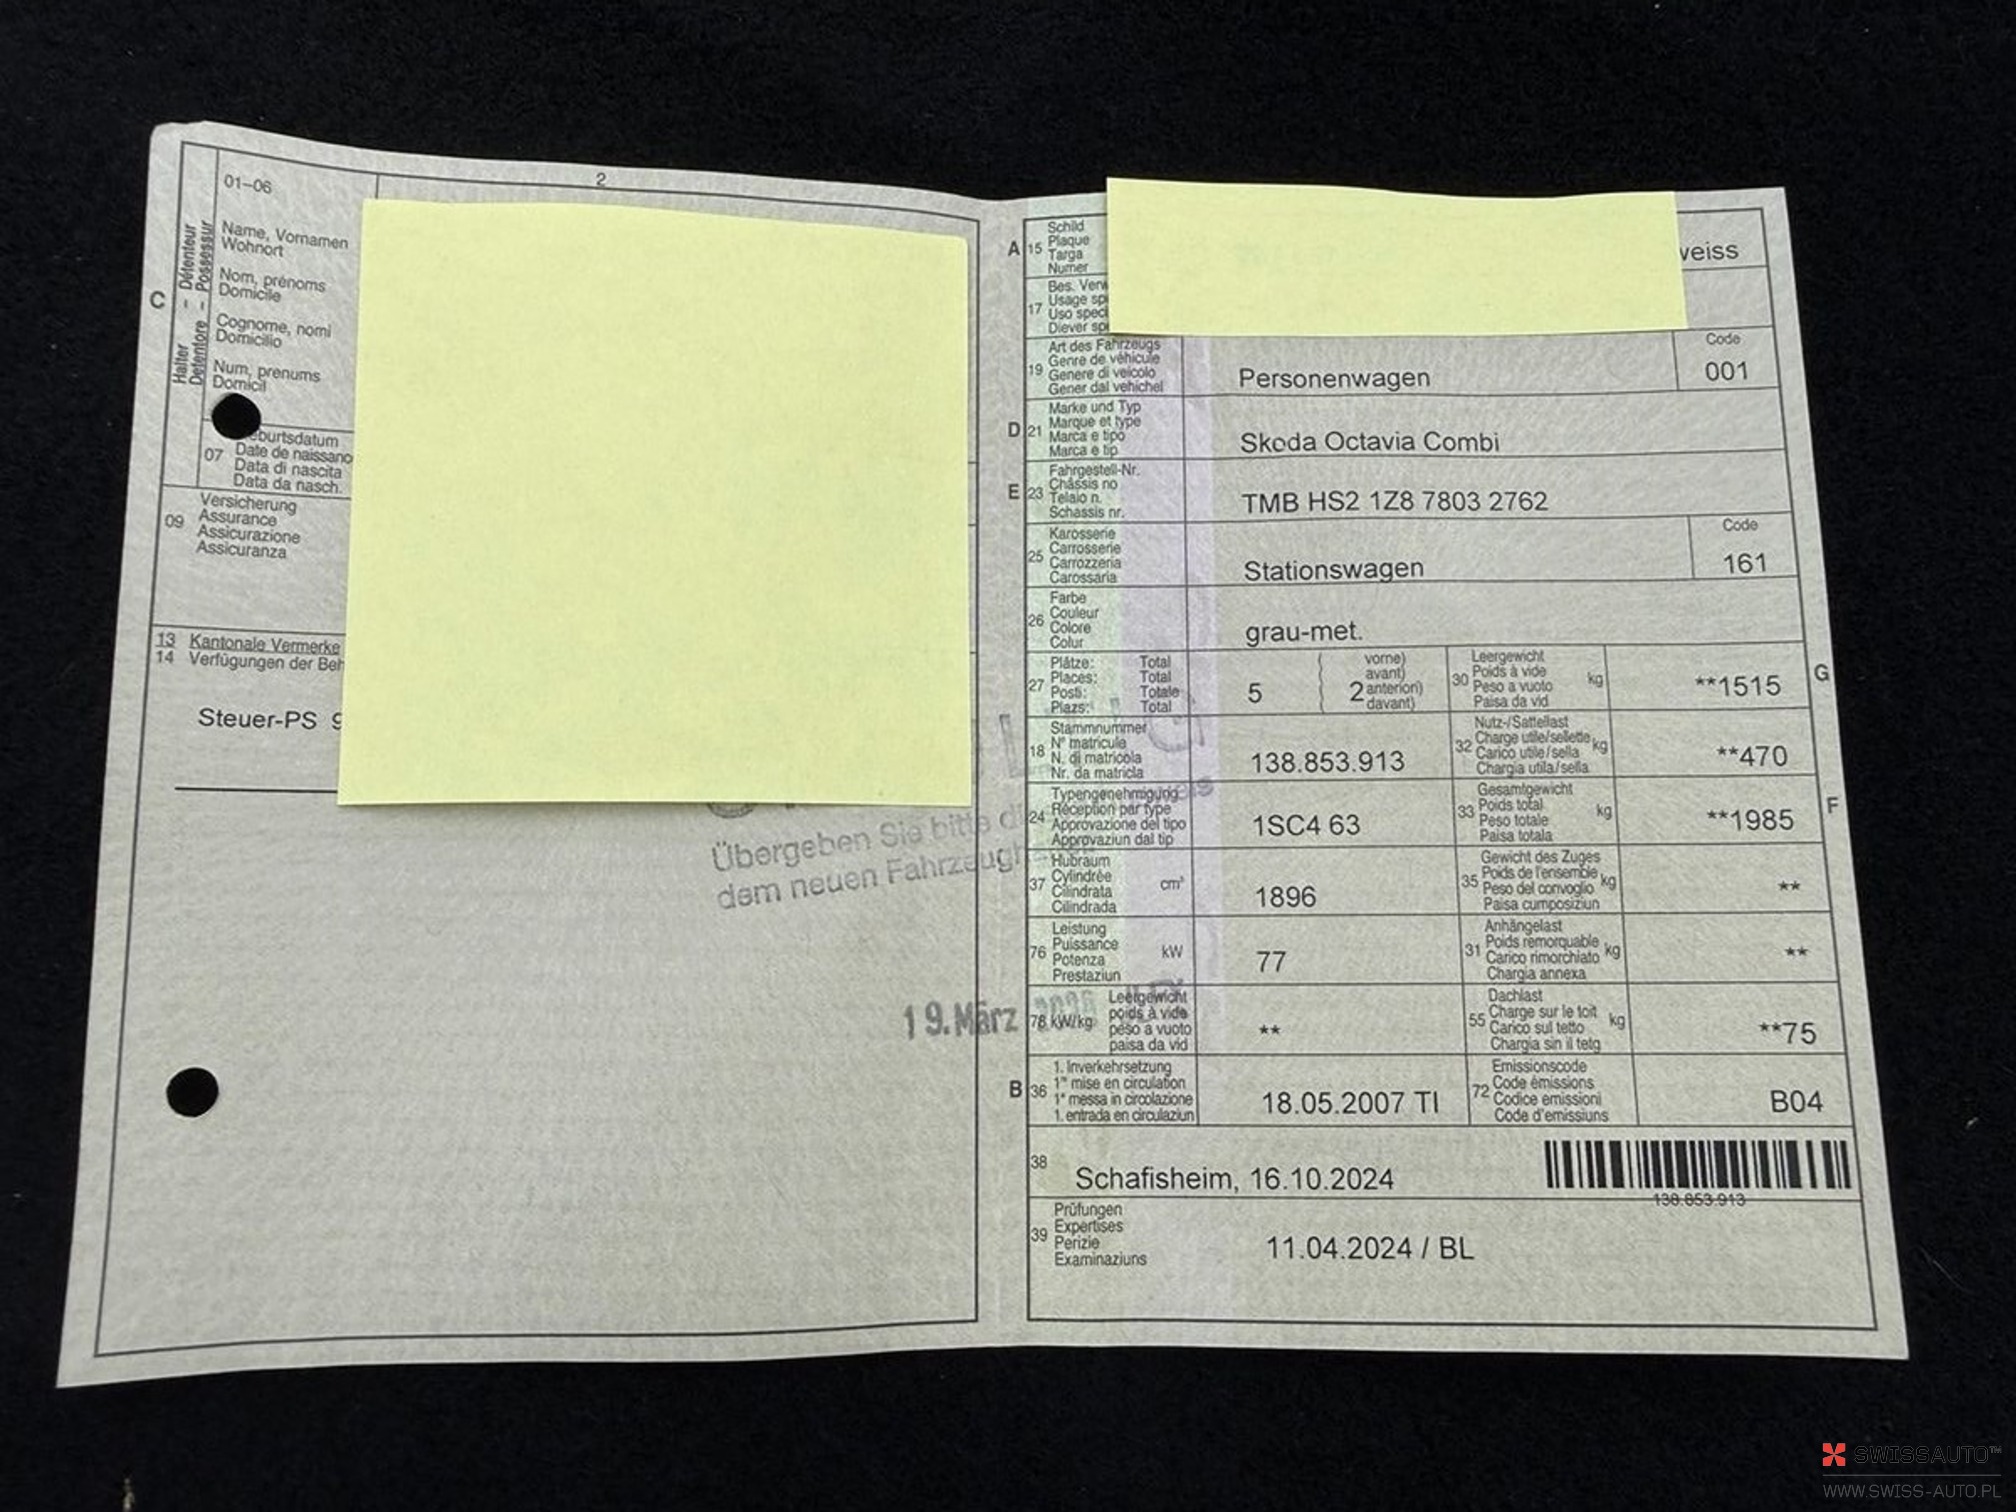 2
01–06
C
Halter – Détenteur
Detentore – Possessur
Name, Vornamen
Wohnort
Nom, prénoms
Domicile
Cognome, nomi
Domicilio
Num, prenums
Domicil
07
eburtsdatum
Date de naissanc
Data di nascita
Data da nasch.
09
Versicherung
Assurance
Assicurazione
Assicuranza
13 Kantonale Vermerke
14 Verfügungen der Beh
Steuer-PS 9
Übergeben Sie bitte
dem neuen Fahrzeugh
19. März
A 15
Schild
Plaque
Targa
Numer
weiss
17
Bes. Verw
Usage sp
Uso speci
Diever sp
19
Art des Fahrzeugs
Genre de véhicule
Genere di veicolo
Gener dal vehichel
Personenwagen
Code
001
D 21
Marke und Typ
Marque et type
Marca e tipo
Marca e tip
Skoda Octavia Combi
E 23
Fahrgestell-Nr.
Châssis no
Telaio n.
Schassis nr.
TMB HS2 1Z8 7803 2762
25
Karosserie
Carrosserie
Carrozzeria
Carossaria
Stationswagen
Code
161
26
Farbe
Couleur
Colore
Colur
grau-met.
27
Plätze: Total
Places: Total
Posti: Totale
Plazs: Total
5
2
vorne)
avant)
anteriori)
davant)
30
Leergewicht
Poids à vide
Peso a vuoto
Paisa da vid
kg
**1515
G
18
Stammnummer
N° matricule
N. di matricola
Nr. da matricla
138.853.913
32
Nutz-/Sattellast
Charge utile/sellette
Carico utile/sella
Chargia utila/sella
kg
**470
24
Typengenehmigung
Réception par type
Approvazione del tipo
Approvaziun dal tip
1SC4 63
33
Gesamtgewicht
Poids total
Peso totale
Paisa totala
kg
**1985
F
37
Hubraum
Cylindrée
Cilindrata
Cilindrada
cm³
1896
35
Gewicht des Zuges
Poids de l'ensemble
Peso del convoglio
Paisa cumposiziun
kg
**
76
Leistung
Puissance
Potenza
Prestaziun
kW
77
31
Anhängelast
Poids remorquable
Carico rimorchiato
Chargia annexa
kg
**
78 kW/kg
Leergewicht
poids à vide
peso a vuoto
paisa da vid
**
55
Dachlast
Charge sur le toit
Carico sul tetto
Chargia sin il tetg
kg
**75
B 36
1. Inverkehrsetzung
1re mise en circulation
1a messa in circolazione
1. entrada en circulaziun
18.05.2007 TI
72
Emissionscode
Code émissions
Codice emissioni
Code d'emissiuns
B04
38
Schafisheim, 16.10.2024
138.853.913
39
Prüfungen
Expertises
Perizie
Examinaziuns
11.04.2024 / BL
SWISSAUTO™
WWW.SWISS-AUTO.PL